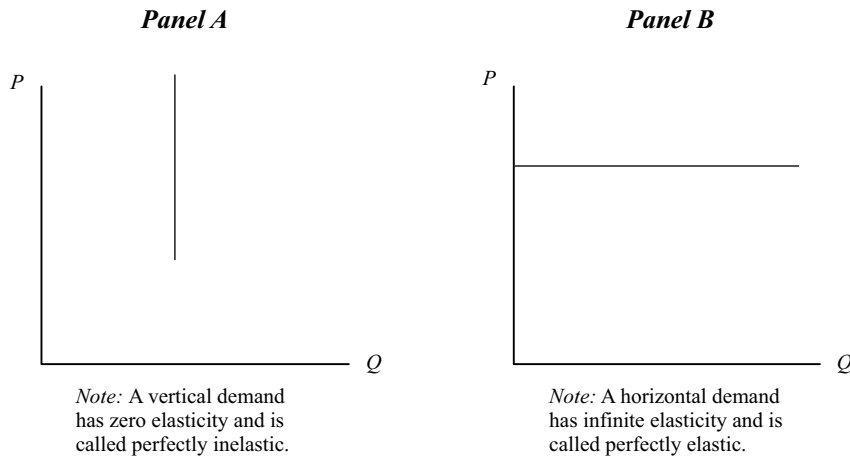 Panel A
P
Q
Note: A vertical demand
has zero elasticity and is
called perfectly inelastic.
Panel B
P
Q
Note: A horizontal demand
has infinite elasticity and is
called perfectly elastic.